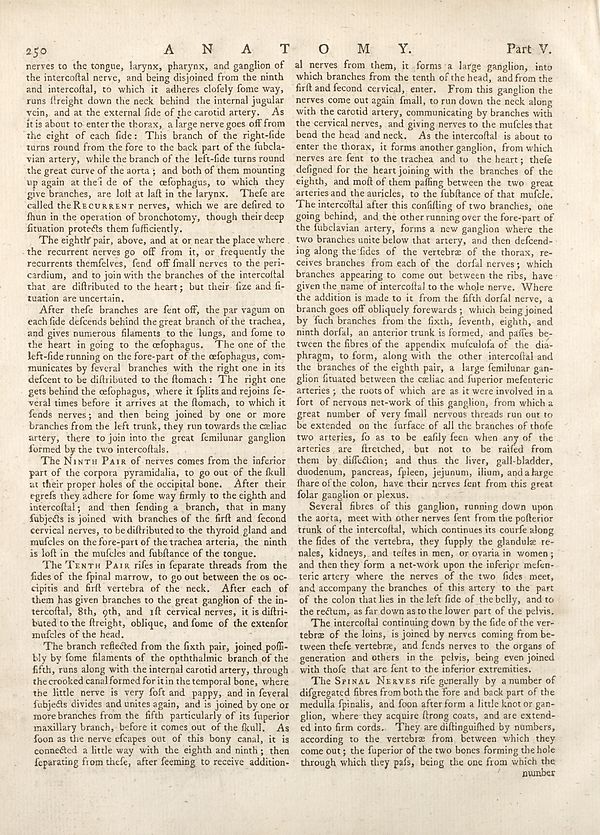 250
A N A T O M Y.
Part V.
nerves to the tongue, larynx, pharynx, and ganglion of
the intercoſtal nerve, and being disjoined from the ninth
and intercoſtal, to which it adheres cloſely ſome way,
runs ſtreight down the neck behind the internal jugular
vein, and at the external ſide of the carotid artery. As
it is about to enter the thorax, a large nerve goes off from
the eight of each ſide: This branch of the right-ſide
turns round from the fore to the back part of the ſubcla-
vian artery, while the branch of the left-ſide turns round
the great curve of the aorta; and both of them mounting
up again at the i de of the œſophagus, to which they
give branches, are loſt at laſt in the larynx. Theſe are
called the RECURRENT nerves, which we are deſired to
ſhun in the operation of bronchotomy, though their deep
ſituation protects them ſufficiently.
The eighth pair, above, and at or near the place where
the recurrent nerves go off from it, or frequently the
recurrents themſelves, ſend off ſmall nerves to the peri-
cardium, and to join with the branches of the intercoſtal
that are diſtributed to the heart; but their ſize and ſi-
tuation are uncertain.
After theſe branches are ſent off, the par vagum on
each ſide deſcends behind the great branch of the trachea,
and gives numerous filaments to the lungs, and ſome to
the heart in going to the œſophagus. The one of the
left-ſide running on the fore-part of the œſophagus, com-
municates by ſeveral branches with the right one in its
deſcent to be diſtributed to the ſtomach: The right one
gets behind the œſophagus, where it ſplits and rejoins ſe-
veral times before it arrives at the ſtomach, to which it
ſends nerves; and then being joined by one or more
branches from the left trunk, they run towards the cæliac
artery, there to join into the great ſemilunar ganglion
formed by the two intercoſtals.
The NINTH PAIR of nerves comes from the inferior
part of the corpora pyramidalia, to go out of the ſkull
at their proper holes of the occipital bone. After their
egreſs they adhere for ſome way firmly to the eighth and
intercoſtal; and then ſending a branch, that in many
ſubjects is joined with branches of the firſt and ſecond
cervical nerves, to be diſtributed to the thyroid gland and
muſcles on the fore-part of the trachea arteria, the ninth
is loſt in the muſcles and ſubſtance of the tongue.
The TENTH PAIR riſes in ſeparate threads from the
ſides of the ſpinal marrow, to go out between the os oc-
cipitis and firſt vertebra of the neck. After each of
them has given branches to the great ganglion of the in-
tercoſtal, 8th, 9th, and 1ſt cervical nerves, it is diſtri-
buted to the ſtreight, oblique, and ſome of the extenſor
muſcles of the head.
The branch reflected from the ſixth pair, joined poſſi-
bly by ſome filaments of the ophthalmic branch of the
fifth, runs along with the internal carotid artery, through
the crooked canal formed for it in the temporal bone, where
the little nerve is very ſoft and pappy, and in ſeveral
ſubjects divides and unites again, and is joined by one or
more branches from the fifth particularly of its ſuperior
maxillary branch, before it comes out of the ſkull. As
ſoon as the nerve eſcapes out of this bony canal, it is
connected a little way with the eighth and ninth; then
ſeparating from theſe, after ſeeming to receive addition-
al nerves from them, it forms a large ganglion, into
which branches from the tenth of the head, and from the
firſt and ſecond cervical, enter. From this ganglion the
nerves come out again ſmall, to run down the neck along
with the carotid artery, communicating by branches with
the cervical nerves, and giving nerves to the muſcles that
bend the head and neck. As the intercoſtal is about to
enter the thorax, it forms another ganglion, from which
nerves are ſent to the trachea and to the heart; theſe
deſigned for the heart joining with the branches of the
eighth, and moſt of them paſſing between the two great
arteries and the auricles, to the ſubſtance of that muſcle.
The intercoſtal after this conſiſting of two branches, one
going behind, and the other running over the fore-part of
the ſubclavian artery, forms a new ganglion where the
two branches unite below that artery, and then deſcend-
ing along the ſides of the vertebræ of the thorax, re-
ceives branches from each of the dorſal nerves; which
branches appearing to come out between the ribs, have
given the name of intercoſtal to the whole nerve. Where
the addition is made to it from the fifth dorſal nerve, a
branch goes off obliquely forewards; which being joined
by ſuch branches from the ſixth, ſeventh, eighth, and
ninth dorſal, an anterior trunk is formed, and paſſes be-
tween the fibres of the appendix muſculoſa of the dia-
phragm, to form, along with the other intercoſtal and
the branches of the eighth pair, a large ſemilunar gan-
glion ſituated between the cæliac and ſuperior meſenteric
arteries; the roots of which are as it were involved in a
ſort of nervous net-work of this ganglion, from which a
great number of very ſmall nervous threads run out to
be extended on the ſurface of all the branches of thoſe
two arteries, ſo as to be eaſily ſeen when any of the
arteries are ſtretched, but not to be raiſed from
them by diſſection; and thus the liver, gall-bladder,
duodenum, pancreas, ſpleen, jejunum, ilium, and a large
ſhare of the colon, have their nerves ſent from this great
ſolar ganglion or plexus.
Several fibres of this ganglion, running down upon
the aorta, meet with other nerves ſent from the poſterior
trunk of the intercoſtal, which continues its courſe along
the ſides of the vertebra, they ſupply the glandulæ re-
nales, kidneys, and teſtes in men, or ovaria in women;
and then they form a net-work upon the inferior meſen-
teric artery where the nerves of the two ſides meet,
and accompany the branches of this artery to the part
of the colon that lies in the left ſide of the belly, and to
the rectum, as far down as to the lower part of the pelvis.
The intercoſtal continuing down by the ſide of the ver-
tebræ of the loins, is joined by nerves coming from be-
tween theſe vertebræ, and ſends nerves to the organs of
generation and others in the pelvis, being even joined
with thoſe that are ſent to the inferior extremities.
The SPINAL NERVES riſe generally by a number of
diſgregated fibres from both the fore and back part of the
medulla ſpinalis, and ſoon after form a little knot or gan-
glion, where they acquire ſtrong coats, and are extend-
ed into firm cords. They are diſtinguiſhed by numbers,
according to the vertebræ from between which they
come out; the ſuperior of the two bones forming the hole
through which they paſs, being the one from which the
number